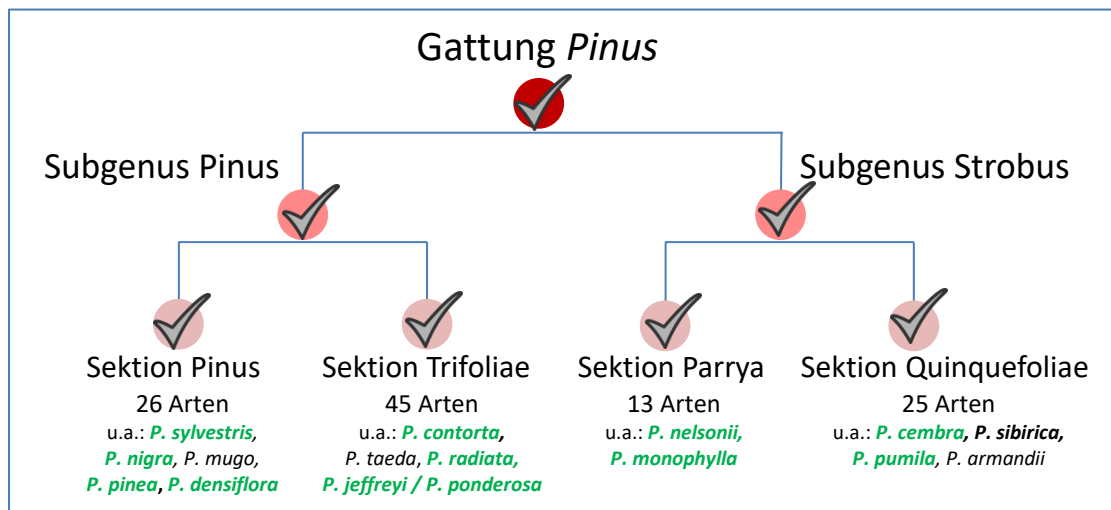 Gattung Pinus
Subgenus Pinus
Subgenus Strobus
Sektion Pinus
26 Arten
u.a.: P. sylvestris,
P. nigra, P. mugo,
P. pinea, P. densiflora
Sektion Trifoliae
45 Arten
u.a.: P. contorta,
P. taeda, P. radiata,
P. jeffreyi / P. ponderosa
Sektion Parrya
13 Arten
u.a.: P. nelsonii,
P. monophylla
Sektion Quinquefoliae
25 Arten
u.a.: P. cembra, P. sibirica,
P. pumila, P. armandii